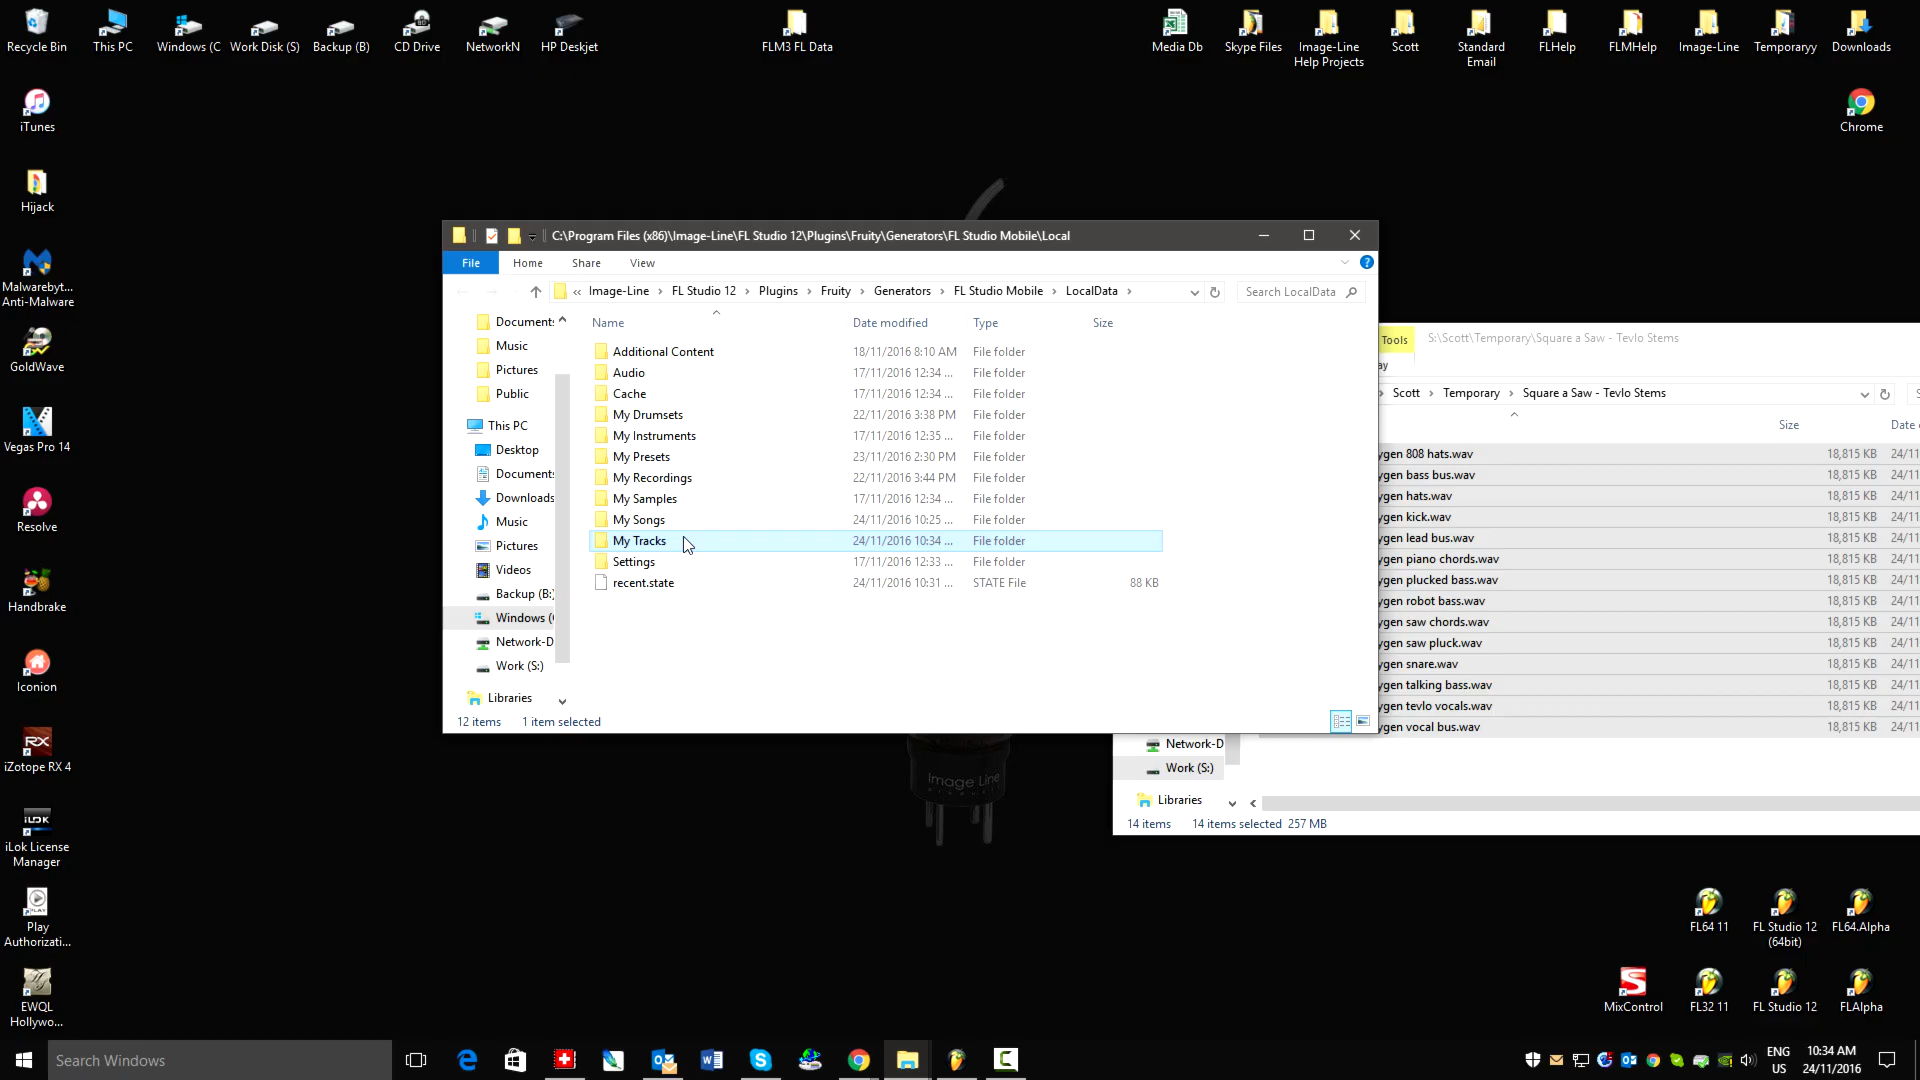 Recycle Bin
This PC
Windows (C
Work Disk (S)
Backup (B)
CD Drive
NetworkN
HP Deskjet
FLM3 FL Data
Media Db
Skype Files
Image-Line
Help Projects
Scott
Standard
Email
FLHelp
FLMHelp
Image-Line
Temporaryy
Downloads
iTunes
Chrome
Hijack
Malwarebyt...
Anti-Malware
GoldWave
Vegas Pro 14
Resolve
Handbrake
Iconion
RX
iZotope RX 4
iLOK
iLok License
Manager
PLAY
Play
Authorizati...
EWQL
Hollywo...
C:\Program Files (x86)\Image-Line\FL Studio 12\Plugins\Fruity\Generators\FL Studio Mobile\Local
File
Home
Share
View
« Image-Line > FL Studio 12 > Plugins > Fruity > Generators > FL Studio Mobile > LocalData >
Search LocalData
Documents
Music
Pictures
Public
This PC
Desktop
Documents
Downloads
Music
Pictures
Videos
Backup (B:)
Windows (
Network-D
Work (S:)
Libraries
Name Date modified Type Size
Additional Content 18/11/2016 8:10 AM File folder
Audio 17/11/2016 12:34 ... File folder
Cache 17/11/2016 12:34 ... File folder
My Drumsets 22/11/2016 3:38 PM File folder
My Instruments 17/11/2016 12:35 ... File folder
My Presets 23/11/2016 2:30 PM File folder
My Recordings 22/11/2016 3:44 PM File folder
My Samples 17/11/2016 12:34 ... File folder
My Songs 24/11/2016 10:25 ... File folder
My Tracks 24/11/2016 10:34 ... File folder
Settings 17/11/2016 12:33 ... File folder
recent.state 24/11/2016 10:31 ... STATE File 88 KB
12 items 1 item selected
Tools
S:\Scott\Temporary\Square a Saw - Tevlo Stems
ay
> Scott > Temporary > Square a Saw - Tevlo Stems
S
Size Date
ygen 808 hats.wav 18,815 KB 24/11
ygen bass bus.wav 18,815 KB 24/11
ygen hats.wav 18,815 KB 24/11
ygen kick.wav 18,815 KB 24/11
ygen lead bus.wav 18,815 KB 24/11
ygen piano chords.wav 18,815 KB 24/11
ygen plucked bass.wav 18,815 KB 24/11
ygen robot bass.wav 18,815 KB 24/11
ygen saw chords.wav 18,815 KB 24/11
ygen saw pluck.wav 18,815 KB 24/11
ygen snare.wav 18,815 KB 24/11
ygen talking bass.wav 18,815 KB 24/11
ygen tevlo vocals.wav 18,815 KB 24/11
ygen vocal bus.wav 18,815 KB 24/11
Network-D
Work (S:)
Libraries
14 items 14 items selected 257 MB
Image Line
FL64 11
FL Studio 12
(64bit)
FL64.Alpha
MixControl
FL32 11
FL Studio 12
FLAlpha
Search Windows
ENG
US
10:34 AM
24/11/2016